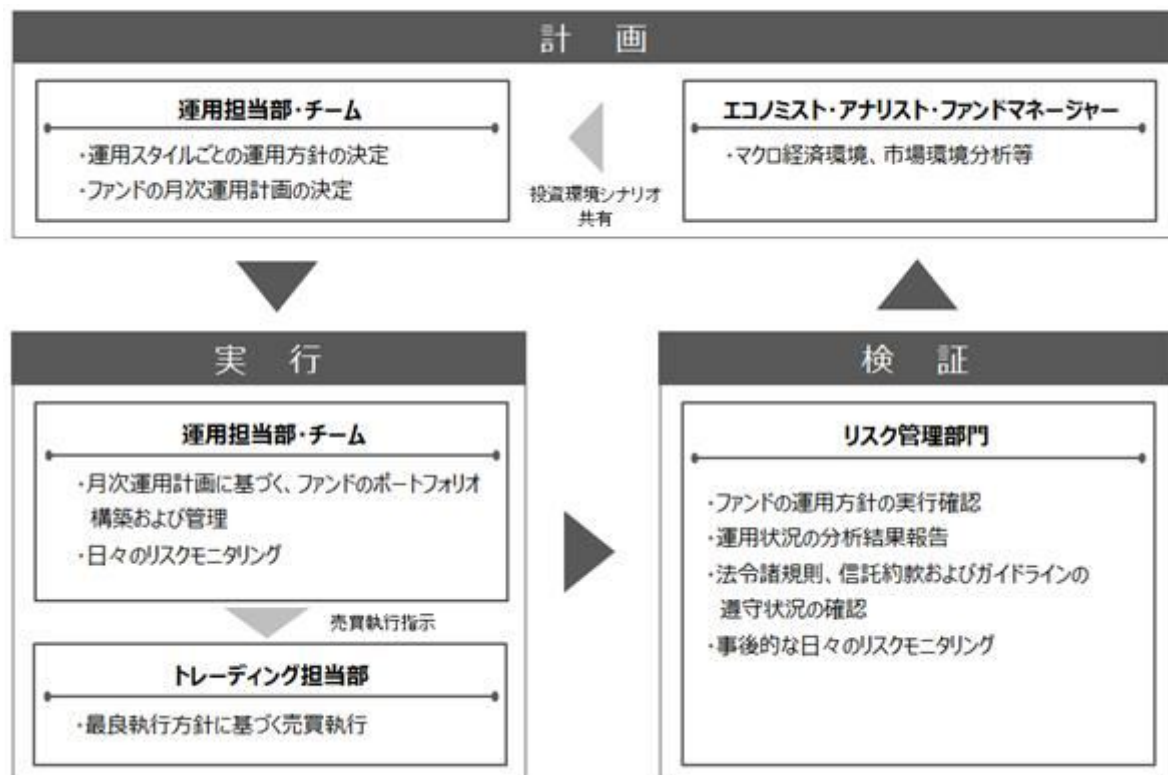 計 画
運用担当部・チーム
・運用スタイルごとの運用方針の決定
・ファンドの月次運用計画の決定
投資環境シナリオ
共有
エコノミスト・アナリスト・ファンドマネージャー
・マクロ経済環境、市場環境分析等
実 行
運用担当部・チーム
・月次運用計画に基づく、ファンドのポートフォリオ
構築および管理
・日々のリスクモニタリング
売買執行指示
トレーディング担当部
・最良執行方針に基づく売買執行
検 証
リスク管理部門
・ファンドの運用方針の実行確認
・運用状況の分析結果報告
・法令諸規則、信託約款およびガイドラインの
遵守状況の確認
・事後的な日々のリスクモニタリング